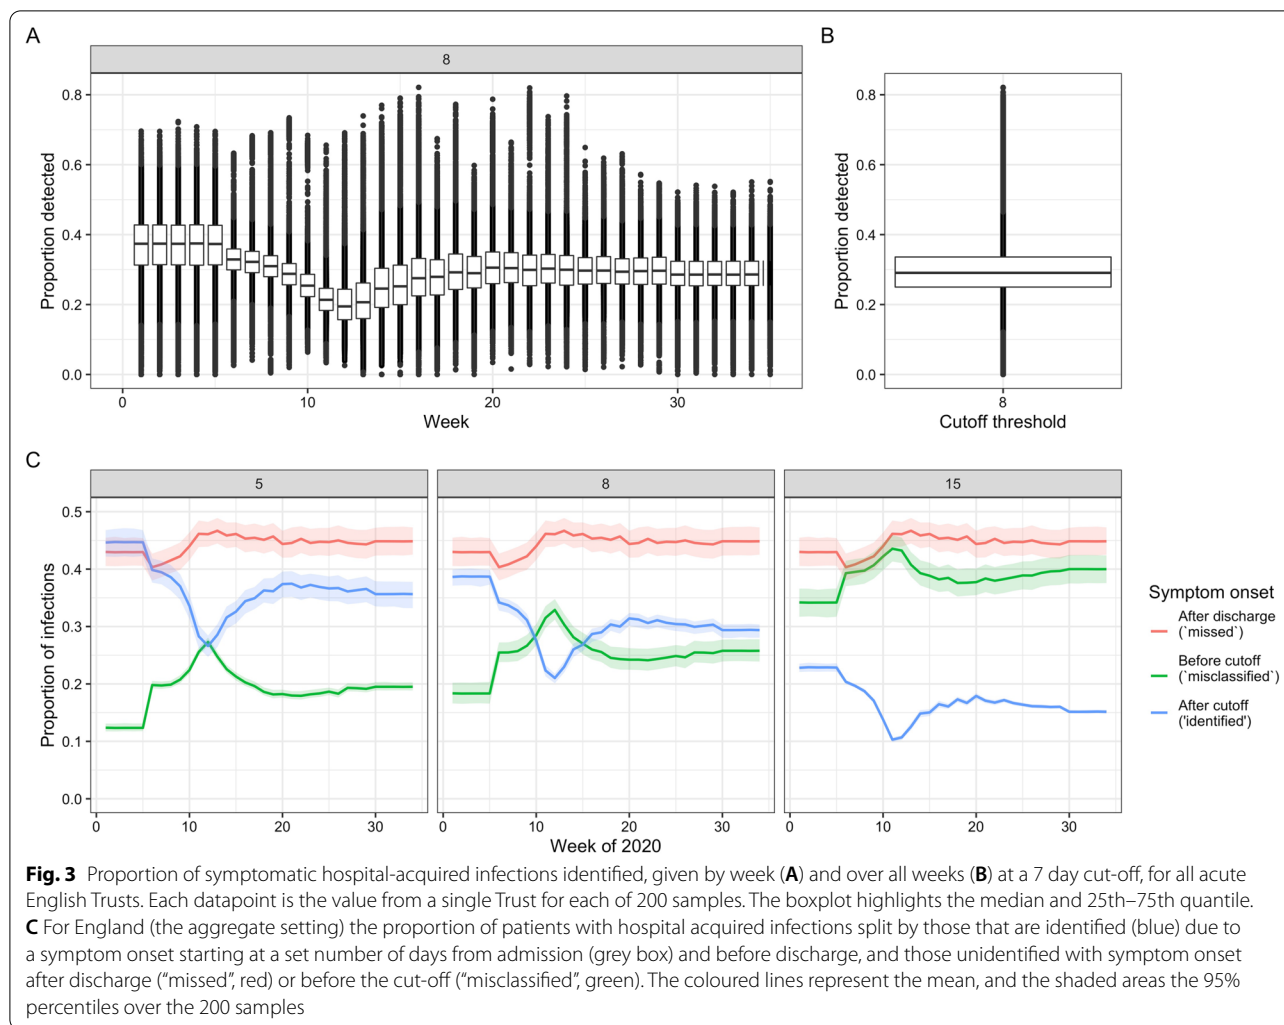 A
8
Proportion detected
0.8
0.6
0.4
0.2
0.0
0 10 20 30
Week
B
Proportion detected
0.8
0.6
0.4
0.2
0.0
8
Cutoff threshold
C
5 8 15
Proportion of infections
0.5
0.4
0.3
0.2
0.1
0.0
0 10 20 30 0 10 20 30 0 10 20 30
Week of 2020
Symptom onset
After discharge
(`missed`)
Before cutoff
(`misclassified`)
After cutoff
('identified')
Fig. 3 Proportion of symptomatic hospital-acquired infections identified, given by week (A) and over all weeks (B) at a 7 day cut-off, for all acute
English Trusts. Each datapoint is the value from a single Trust for each of 200 samples. The boxplot highlights the median and 25th–75th quantile.
C For England (the aggregate setting) the proportion of patients with hospital acquired infections split by those that are identified (blue) due to
a symptom onset starting at a set number of days from admission (grey box) and before discharge, and those unidentified with symptom onset
after discharge (“missed”, red) or before the cut-off (“misclassified”, green). The coloured lines represent the mean, and the shaded areas the 95%
percentiles over the 200 samples